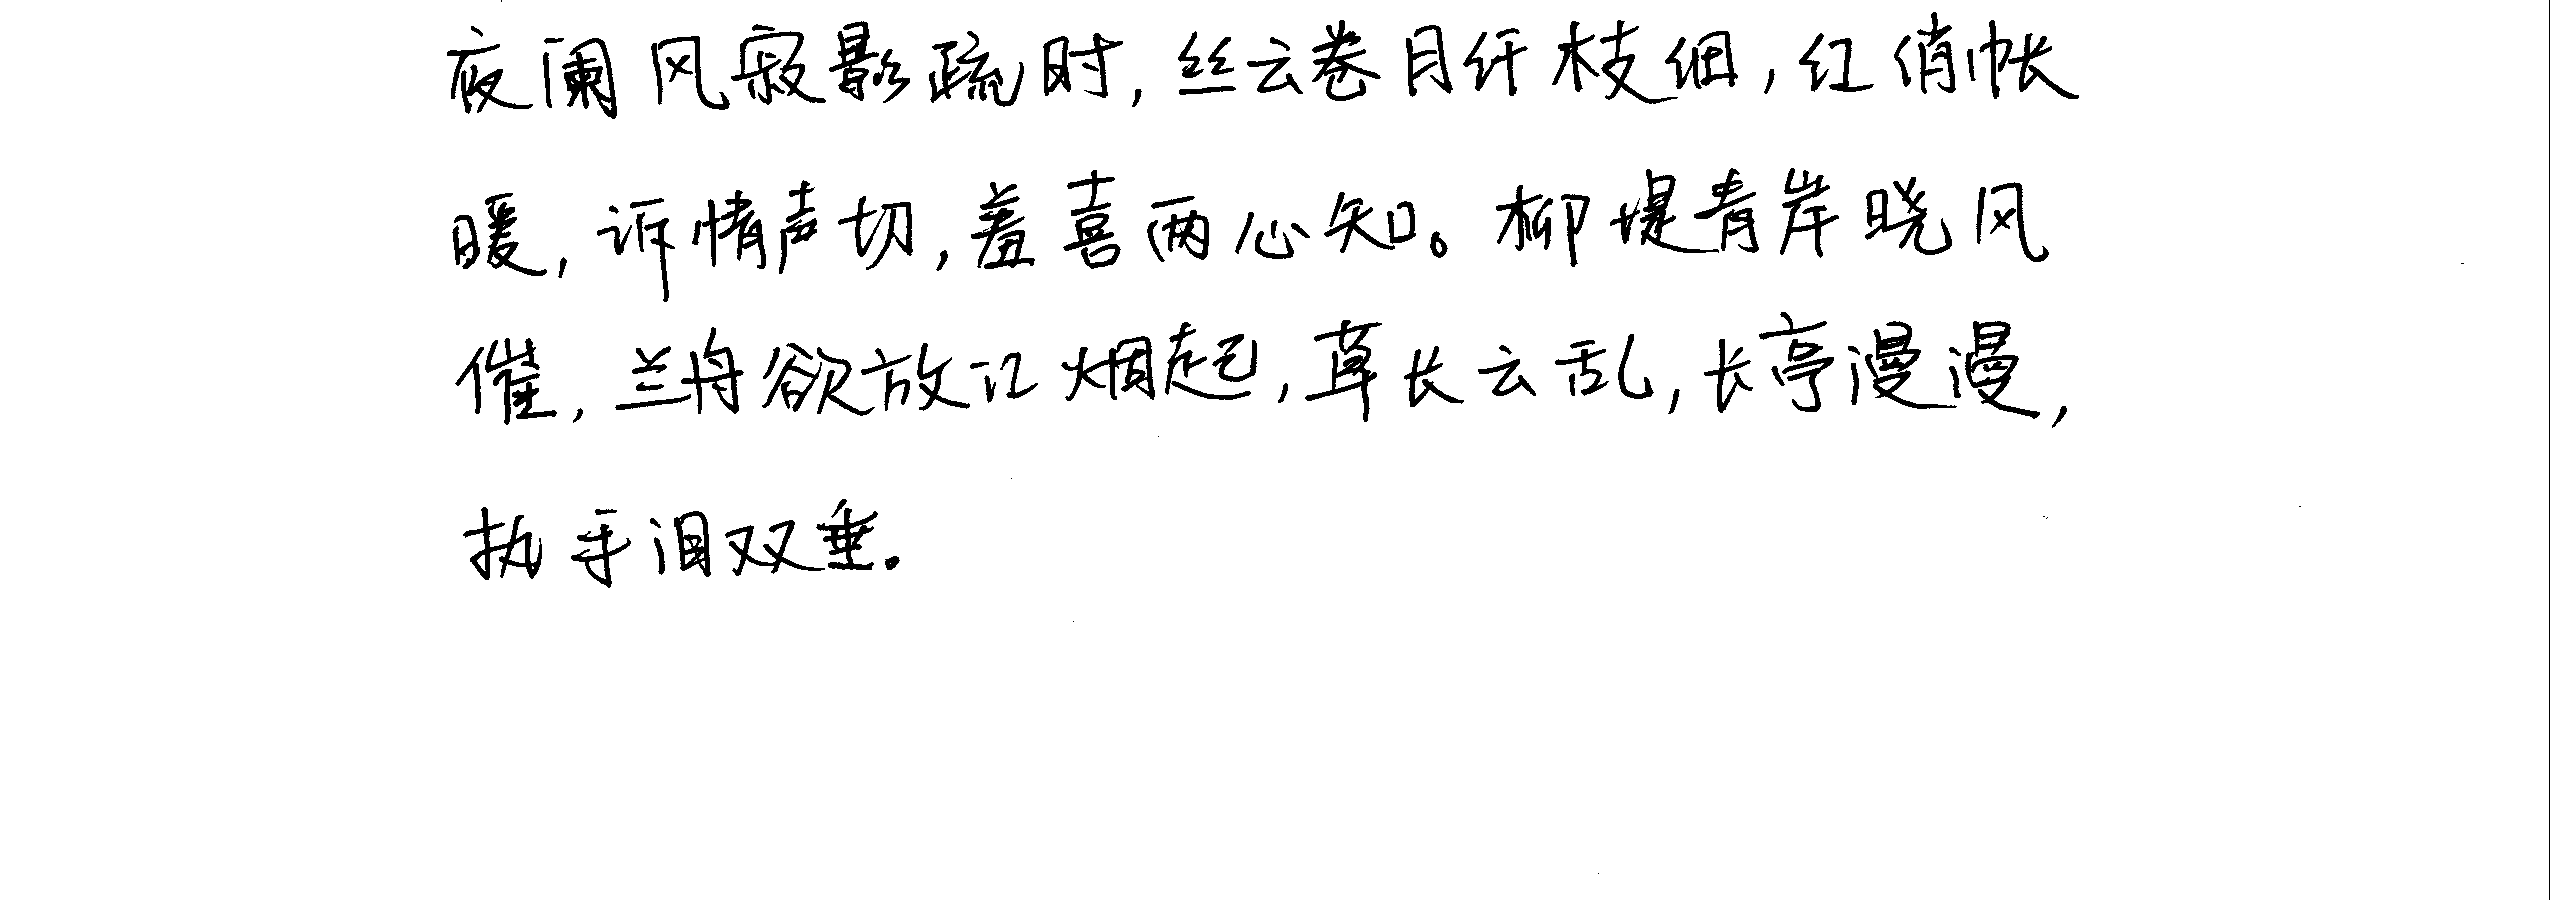 夜阑风寂影疏时,丝云卷月纤枝细,红俏帐
暖,诉情声切,羞喜两心知。柳堤青岸晓风
催,兰舟欲放江烟起,草长云乱,长亭漫漫,
执手泪双垂.